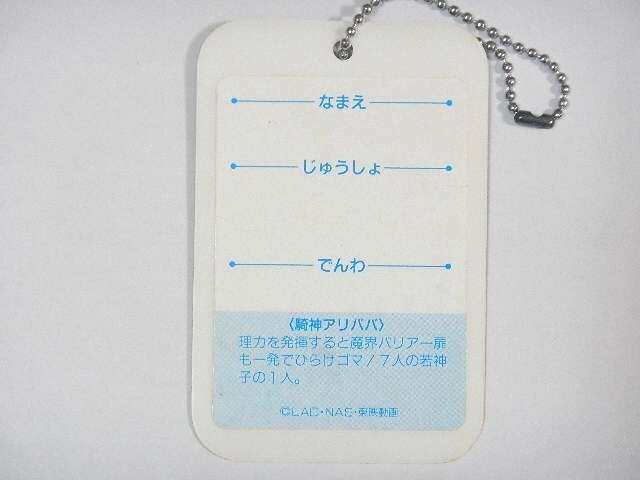 なまえ
じゅうしょ
でんわ
〈騎神アリババ〉
理力を発揮すると魔界バリアー扉
も一発でひらけゴマ!7人の若神
子の1人。
©LAD・NAS・東映動画